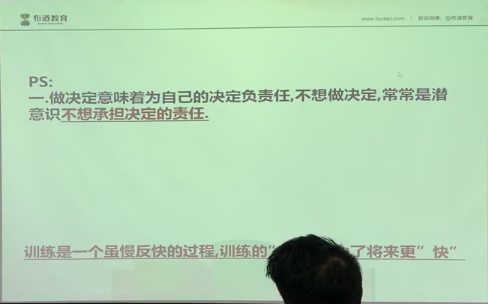 布道教育
www.budao.com / 新浪微博:@布道教育
PS:
一.做决定意味着为自己的决定负责任,不想做决定,常常是潜
意识不想承担决定的责任.
训练是一个虽慢反快的过程,训练的“ 了将来更”快“